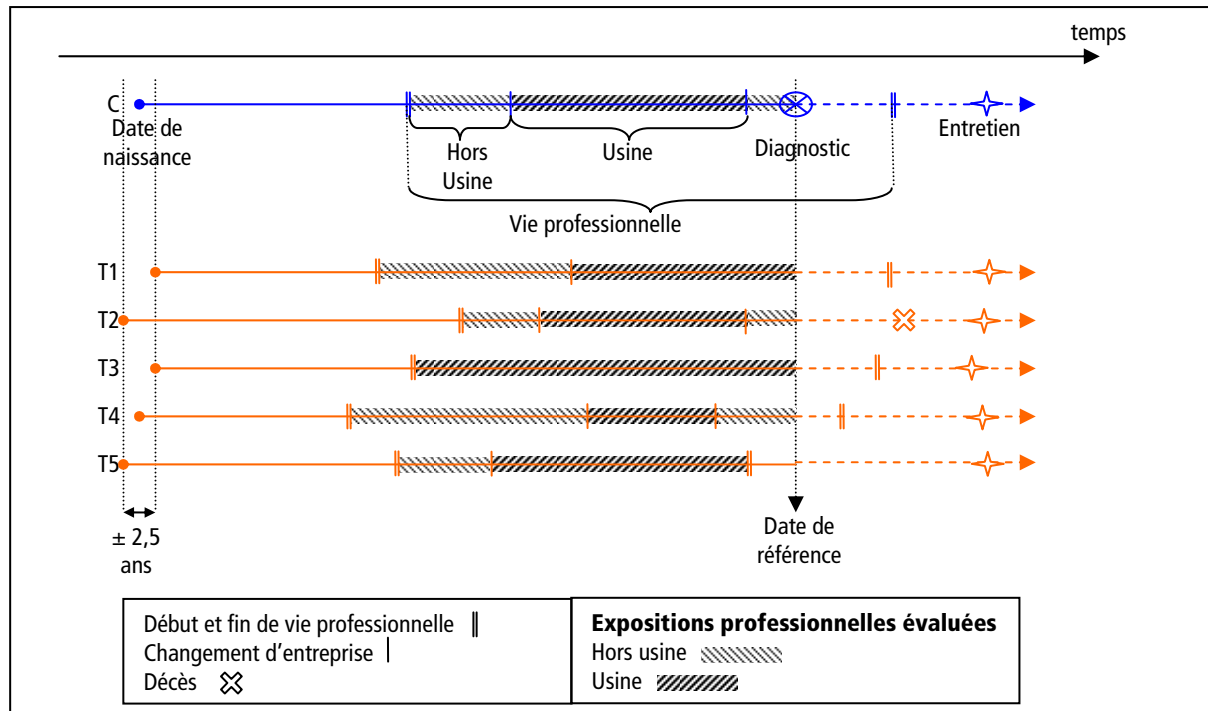 temps
C
Date de
naissance
Hors
Usine
Usine
Diagnostic
Entretien
Vie professionnelle
T1
T2
T3
T4
T5
± 2,5
ans
Date de
référence
Début et fin de vie professionnelle
Changement d’entreprise
Décès
Expositions professionnelles évaluées
Hors usine
Usine